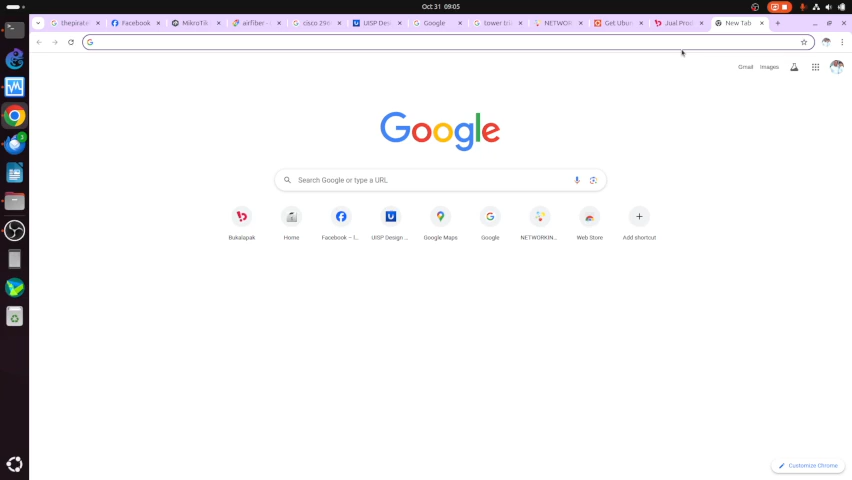 Oct 31 09:05
thepirate
Facebook
MikroTik
airfiber -
cisco 290
UISP Des
Google
tower
NETWOR
Get Ubun
Jual Prod
New Tab
Gmail Images
Google
Search Google or type a URL
Bukalapak
Home
Facebook – l...
UISP Design ...
Google Maps
Google
NETWORKIN...
Web Store
Add shortcut
Customize Chrome